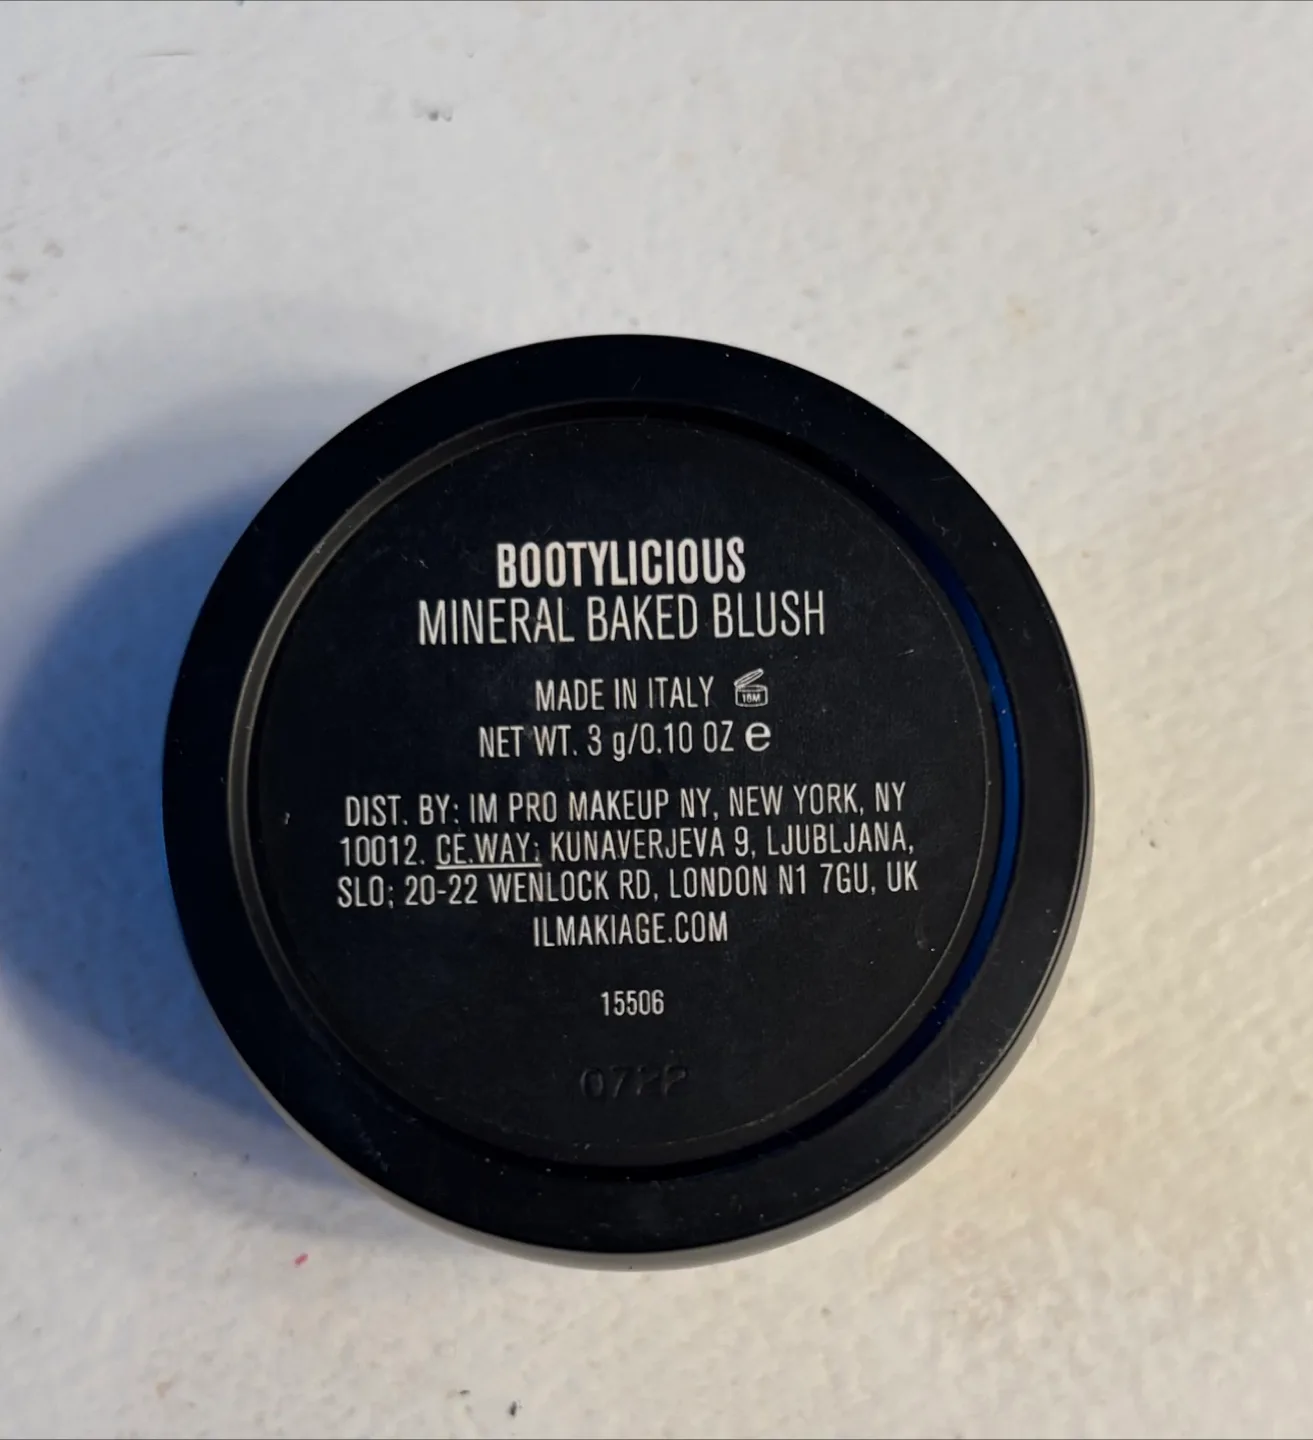 BOOTYLICIOUS
MINERAL BAKED BLUSH
MADE IN ITALY 18M
NET WT. 3 g/0.10 OZ e
DIST. BY: IM PRO MAKEUP NY, NEW YORK, NY
10012. CE.WAY: KUNAVERJEVA 9, LJUBLJANA,
SLO; 20-22 WENLOCK RD, LONDON N1 7GU, UK
ILMAKIAGE.COM
15506
0722